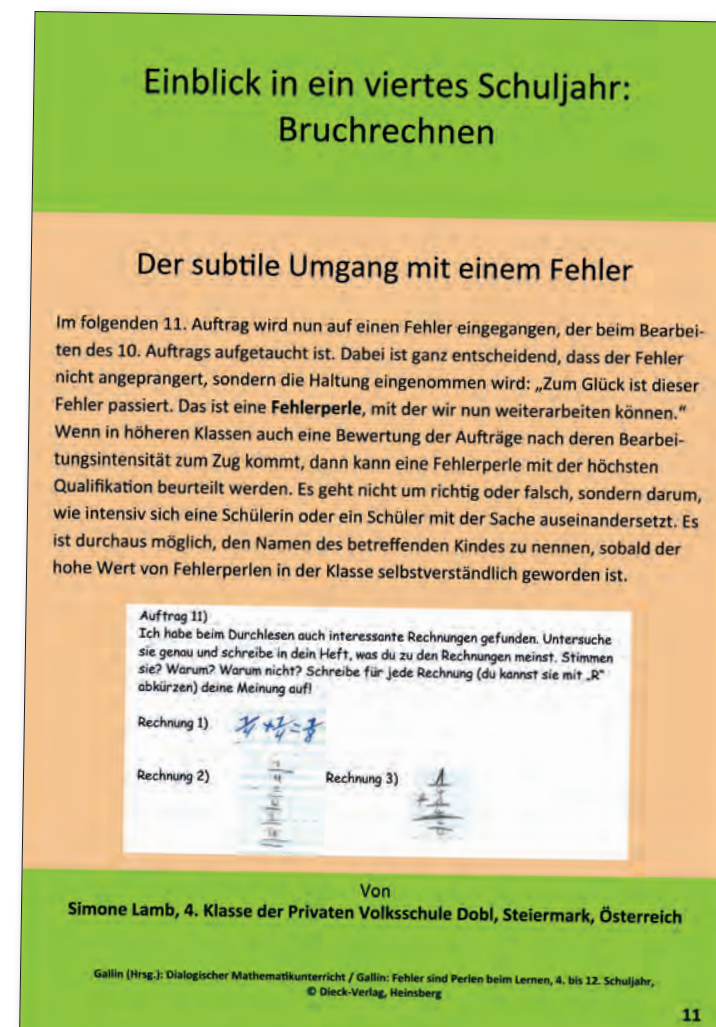 Einblick in ein viertes Schuljahr:
Bruchrechnen
Der subtile Umgang mit einem Fehler
Im folgenden 11. Auftrag wird nun auf einen Fehler eingegangen, der beim Bearbei-
ten des 10. Auftrags aufgetaucht ist. Dabei ist ganz entscheidend, dass der Fehler
nicht angeprangert, sondern die Haltung eingenommen wird: „Zum Glück ist dieser
Fehler passiert. Das ist eine Fehlerperle, mit der wir nun weiterarbeiten können."
Wenn in höheren Klassen auch eine Bewertung der Aufträge nach deren Bearbei-
tungsintensität zum Zug kommt, dann kann eine Fehlerperle mit der höchsten
Qualifikation beurteilt werden. Es geht nicht um richtig oder falsch, sondern darum,
wie intensiv sich eine Schülerin oder ein Schüler mit der Sache auseinandersetzt. Es
ist durchaus möglich, den Namen des betreffenden Kindes zu nennen, sobald der
hohe Wert von Fehlerperlen in der Klasse selbstverständlich geworden ist.
Auftrag 11)
Ich habe beim Durchlesen auch interessante Rechnungen gefunden. Untersuche
sie genau und schreibe in dein Heft, was du zu den Rechnungen meinst. Stimmen
sie? Warum? Warum nicht? Schreibe für jede Rechnung (du kannst sie mit „R"
abkürzen) deine Meinung auf!
Rechnung 1)
Rechnung 2) Rechnung 3)
Von
Simone Lamb, 4. Klasse der Privaten Volksschule Dobl, Steiermark, Österreich
Gallin (Hrsg.): Dialogischer Mathematikunterricht / Gallin: Fehler sind Perlen beim Lernen, 4. bis 12. Schuljahr,
© Dieck-Verlag, Heinsberg
11